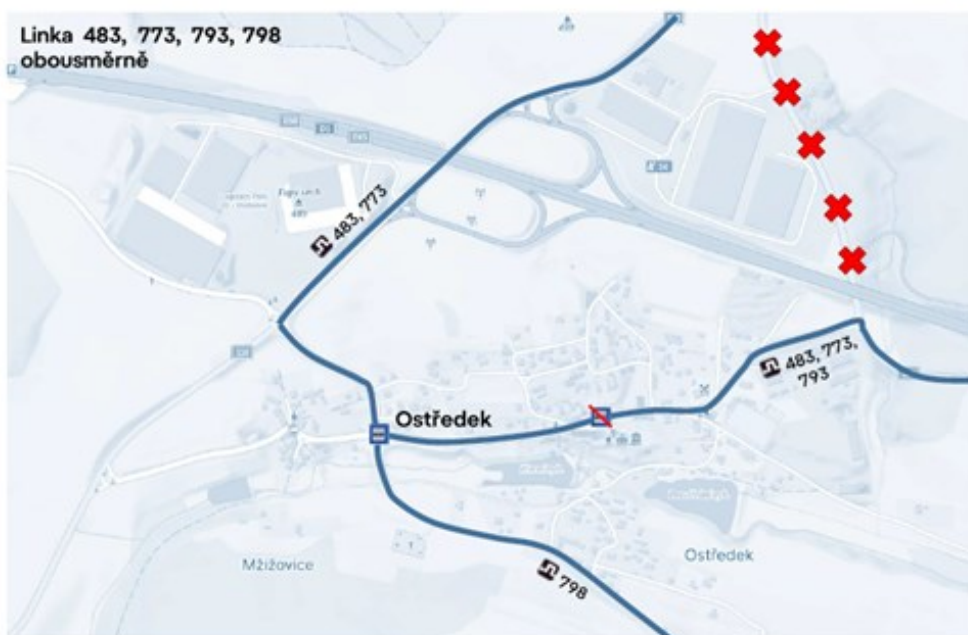 Linka 483, 773, 793, 798
obousměrně
483, 773
Ostředek
483, 773,
793
798
Mžižovice
Ostředek